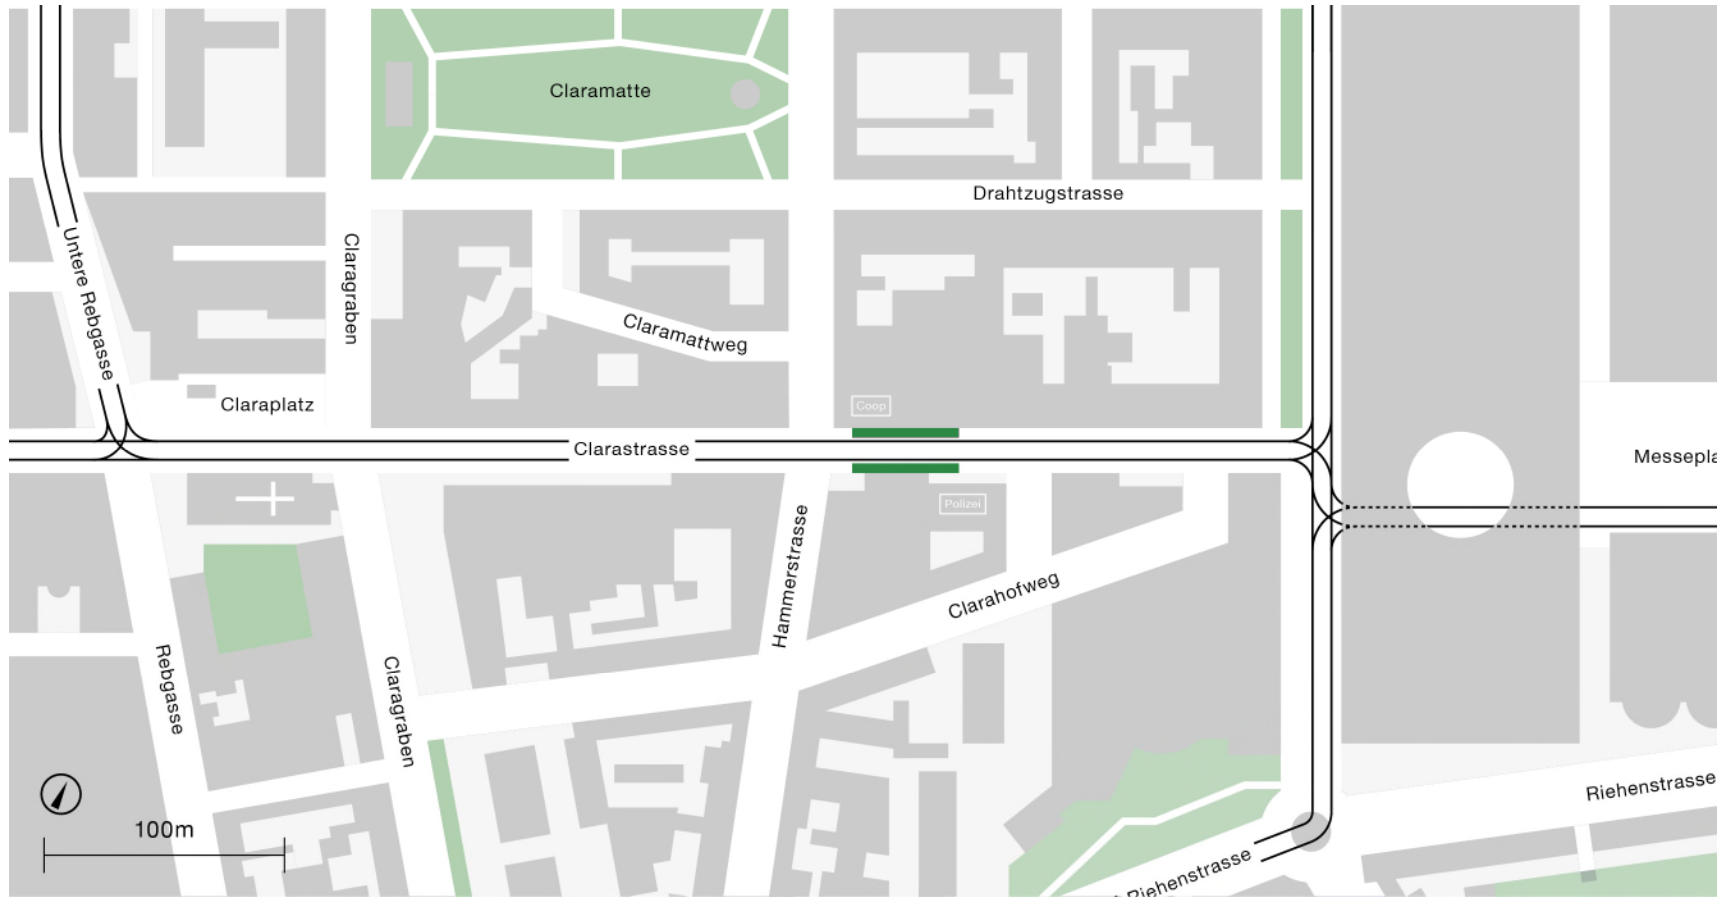 Claramatte
Drahtzugstrasse
Untere Rebgasse
Claragraben
Claramattweg
Claraplatz
Coop
Clarastrasse
Messepla
Polizei
Hammerstrasse
Clarahofweg
Rebgasse
Claragraben
Riehenstrasse
100m
Riehenstrasse